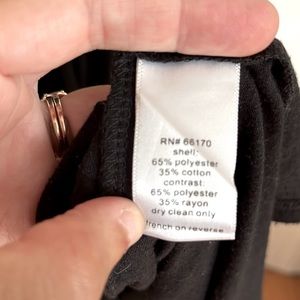 RN# 66170
shell:
65% polyester
35% cotton
contrast:
65% polyester
35% rayon
dry clean only
french on reverse